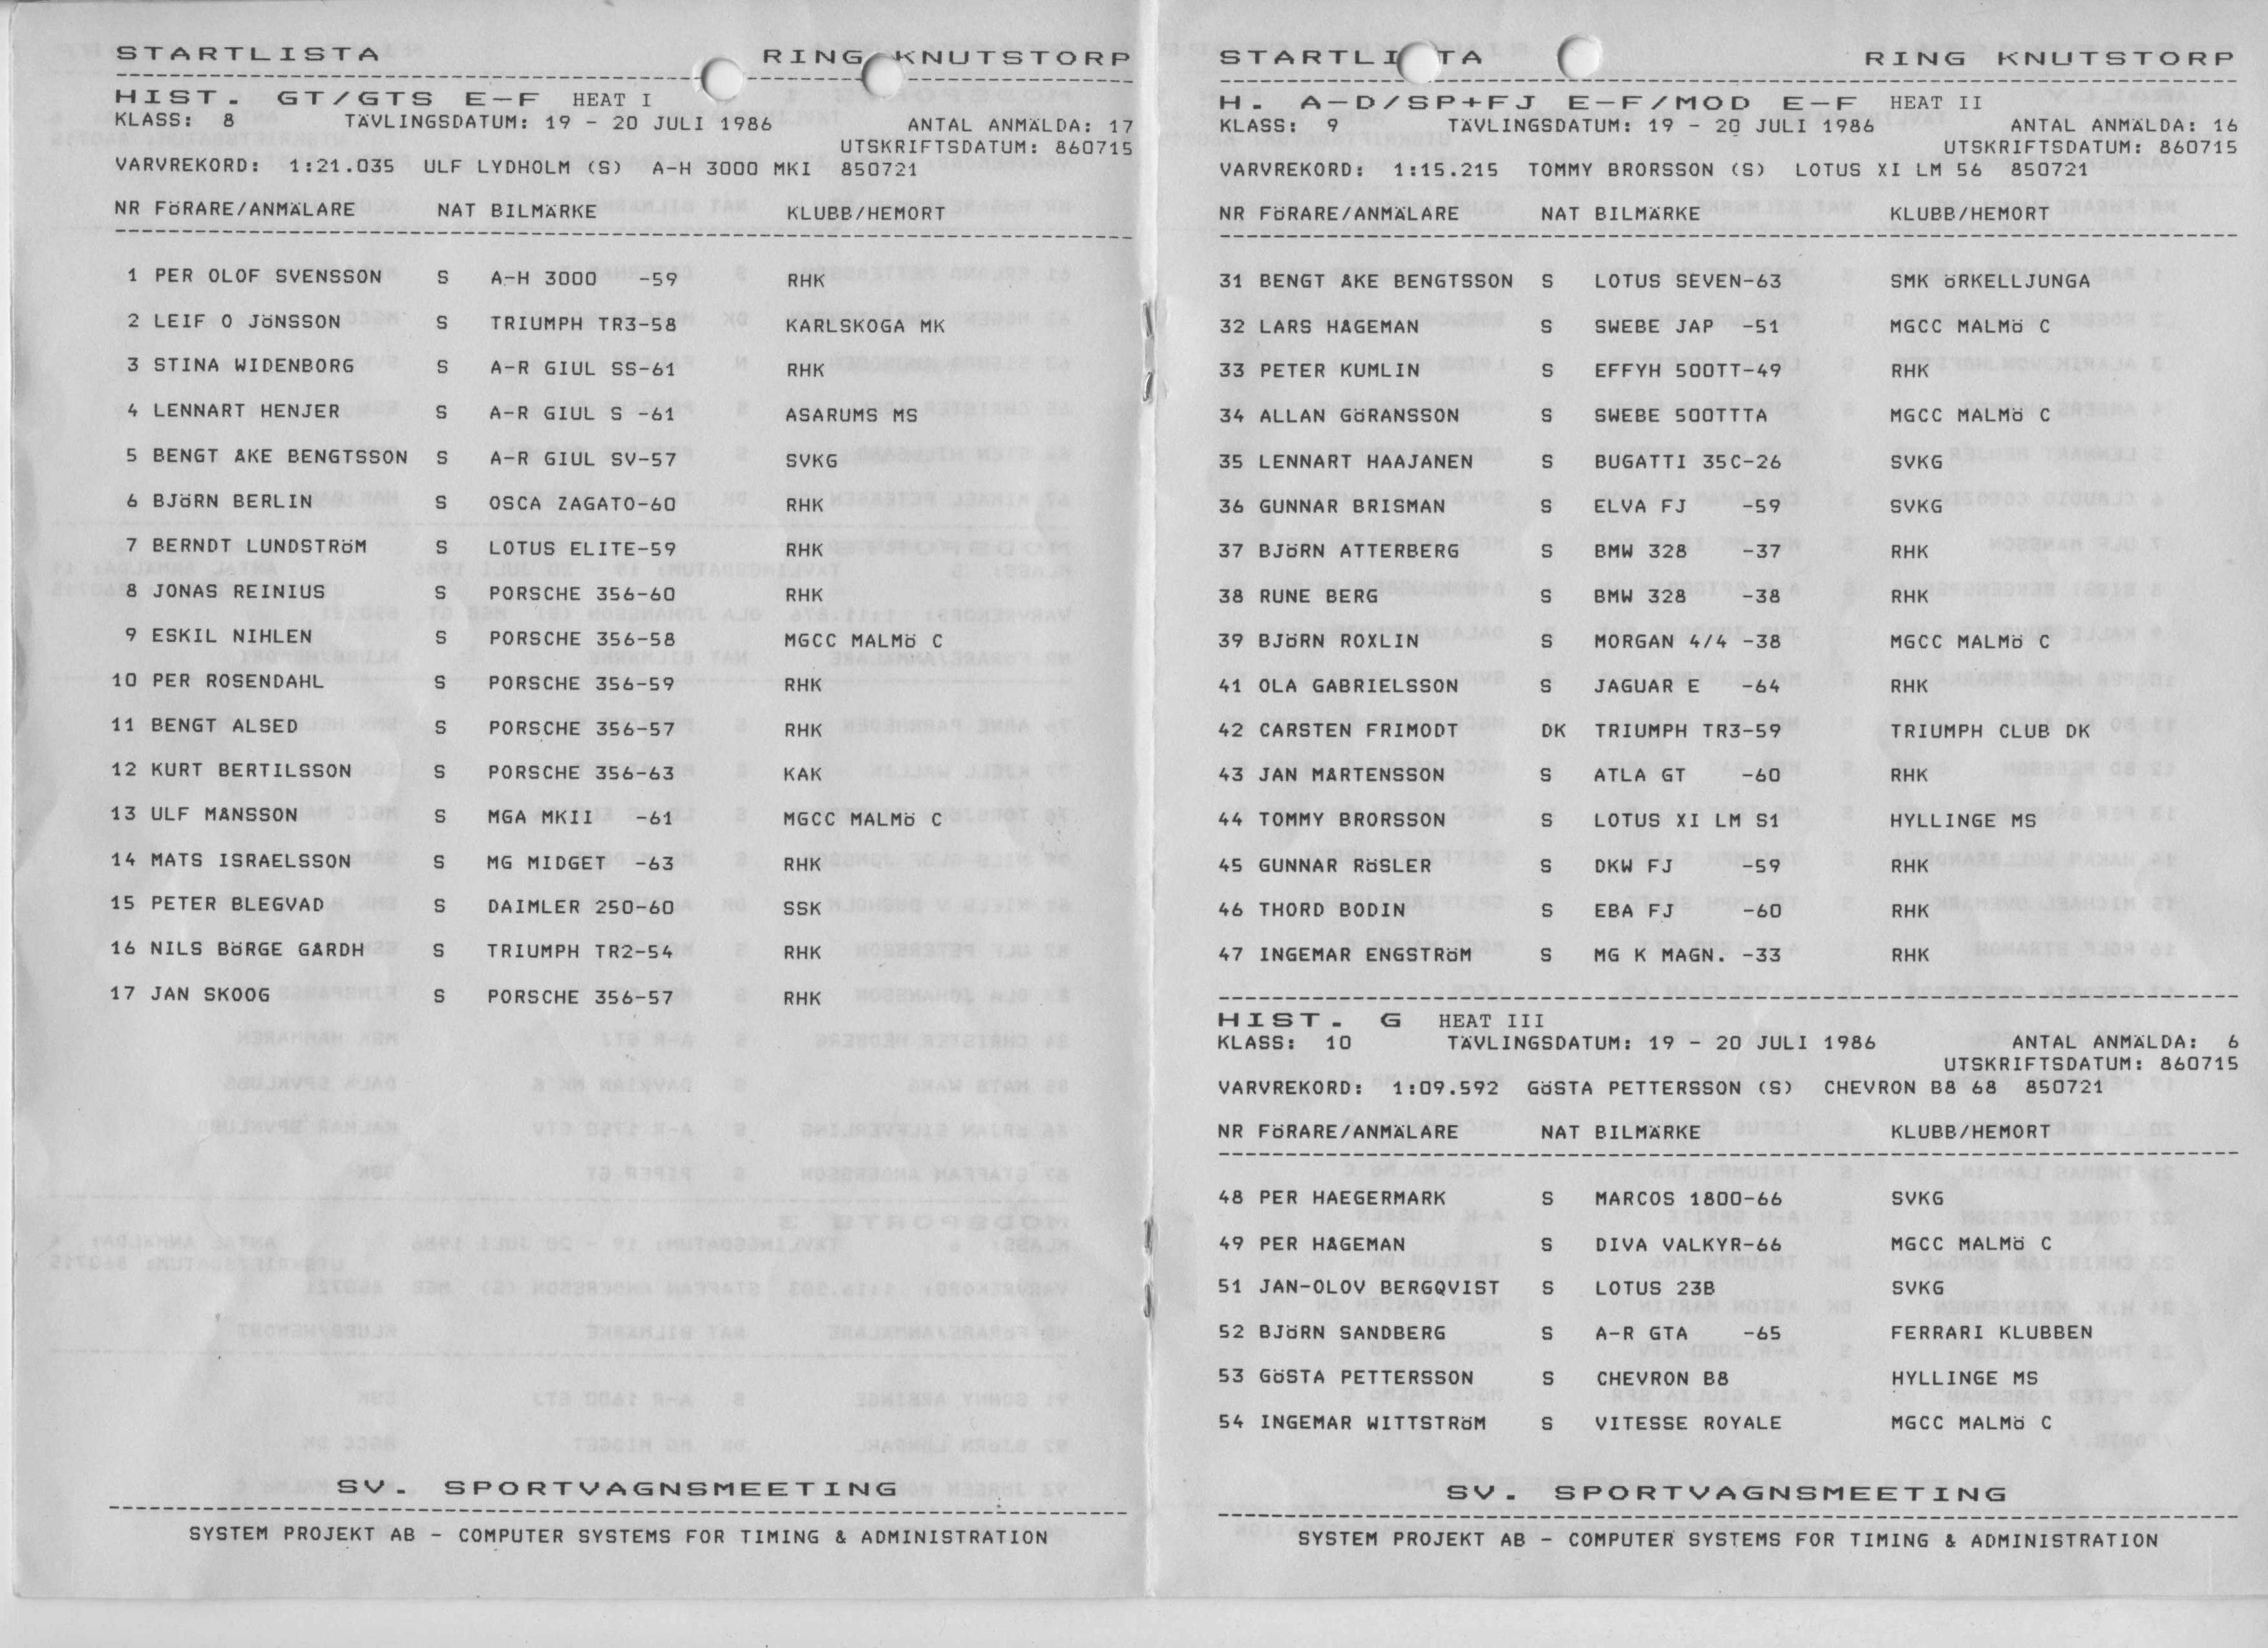 STARTLISTA RING KNUTSTORP
HIST. GT/GTS E-F HEAT I
KLASS: 8 TÄVLINGSDATUM: 19 - 20 JULI 1986 ANTAL ANMÄLDA: 17
UTSKRIFTSDATUM: 860715
VARVREKORD: 1:21.035 ULF LYDHOLM (S) A-H 3000 MKI 850721
NR FÖRARE/ANMÄLARE NAT BILMÄRKE KLUBB/HEMORT
1 PER OLOF SVENSSON S A-H 3000 -59 RHK
2 LEIF O JÖNSSON S TRIUMPH TR3-58 KARLSKOGA MK
3 STINA WIDENBORG S A-R GIUL SS-61 RHK
4 LENNART HENJER S A-R GIUL S -61 ASARUMS MS
5 BENGT ÅKE BENGTSSON S A-R GIUL SV-57 SVKG
6 BJÖRN BERLIN S OSCA ZAGATO-60 RHK
7 BERNDT LUNDSTRÖM S LOTUS ELITE-59 RHK
8 JONAS REINIUS S PORSCHE 356-60 RHK
9 ESKIL NIHLEN S PORSCHE 356-58 MGCC MALMÖ C
10 PER ROSENDAHL S PORSCHE 356-59 RHK
11 BENGT ALSED S PORSCHE 356-57 RHK
12 KURT BERTILSSON S PORSCHE 356-63 KAK
13 ULF MÅNSSON S MGA MKII -61 MGCC MALMÖ C
14 MATS ISRAELSSON S MG MIDGET -63 RHK
15 PETER BLEGVAD S DAIMLER 250-60 SSK
16 NILS BÖRGE GÅRDH S TRIUMPH TR2-54 RHK
17 JAN SKOOG S PORSCHE 356-57 RHK
SV. SPORTVAGNSMEETING
SYSTEM PROJEKT AB - COMPUTER SYSTEMS FOR TIMING & ADMINISTRATION
STARTLISTA RING KNUTSTORP
H. A-D/SP+FJ E-F/MOD E-F HEAT II
KLASS: 9 TÄVLINGSDATUM: 19 - 20 JULI 1986 ANTAL ANMÄLDA: 16
UTSKRIFTSDATUM: 860715
VARVREKORD: 1:15.215 TOMMY BRORSSON (S) LOTUS XI LM 56 850721
NR FÖRARE/ANMÄLARE NAT BILMÄRKE KLUBB/HEMORT
31 BENGT ÅKE BENGTSSON S LOTUS SEVEN-63 SMK ÖRKELLJUNGA
32 LARS HÅGEMAN S SWEBE JAP -51 MGCC MALMÖ C
33 PETER KUMLIN S EFFYH 500TT-49 RHK
34 ALLAN GÖRANSSON S SWEBE 500TTTA MGCC MALMÖ C
35 LENNART HAAJANEN S BUGATTI 35C-26 SVKG
36 GUNNAR BRISMAN S ELVA FJ -59 SVKG
37 BJÖRN ATTERBERG S BMW 328 -37 RHK
38 RUNE BERG S BMW 328 -38 RHK
39 BJÖRN ROXLIN S MORGAN 4/4 -38 MGCC MALMÖ C
41 OLA GABRIELSSON S JAGUAR E -64 RHK
42 CARSTEN FRIMODT DK TRIUMPH TR3-59 TRIUMPH CLUB DK
43 JAN MÅRTENSSON S ATLA GT -60 RHK
44 TOMMY BRORSSON S LOTUS XI LM S1 HYLLINGE MS
45 GUNNAR RÖSLER S DKW FJ -59 RHK
46 THORD BODIN S EBA FJ -60 RHK
47 INGEMAR ENGSTRÖM S MG K MAGN. -33 RHK
HIST. G HEAT III
KLASS: 10 TÄVLINGSDATUM: 19 - 20 JULI 1986 ANTAL ANMÄLDA: 6
UTSKRIFTSDATUM: 860715
VARVREKORD: 1:09.592 GÖSTA PETTERSSON (S) CHEVRON B8 68 850721
NR FÖRARE/ANMÄLARE NAT BILMÄRKE KLUBB/HEMORT
48 PER HAEGERMARK S MARCOS 1800-66 SVKG
49 PER HÅGEMAN S DIVA VALKYR-66 MGCC MALMÖ C
51 JAN-OLOV BERGQVIST S LOTUS 23B SVKG
52 BJÖRN SANDBERG S A-R GTA -65 FERRARI KLUBBEN
53 GÖSTA PETTERSSON S CHEVRON B8 HYLLINGE MS
54 INGEMAR WITTSTRÖM S VITESSE ROYALE MGCC MALMÖ C
SV. SPORTVAGNSMEETING
SYSTEM PROJEKT AB - COMPUTER SYSTEMS FOR TIMING & ADMINISTRATION